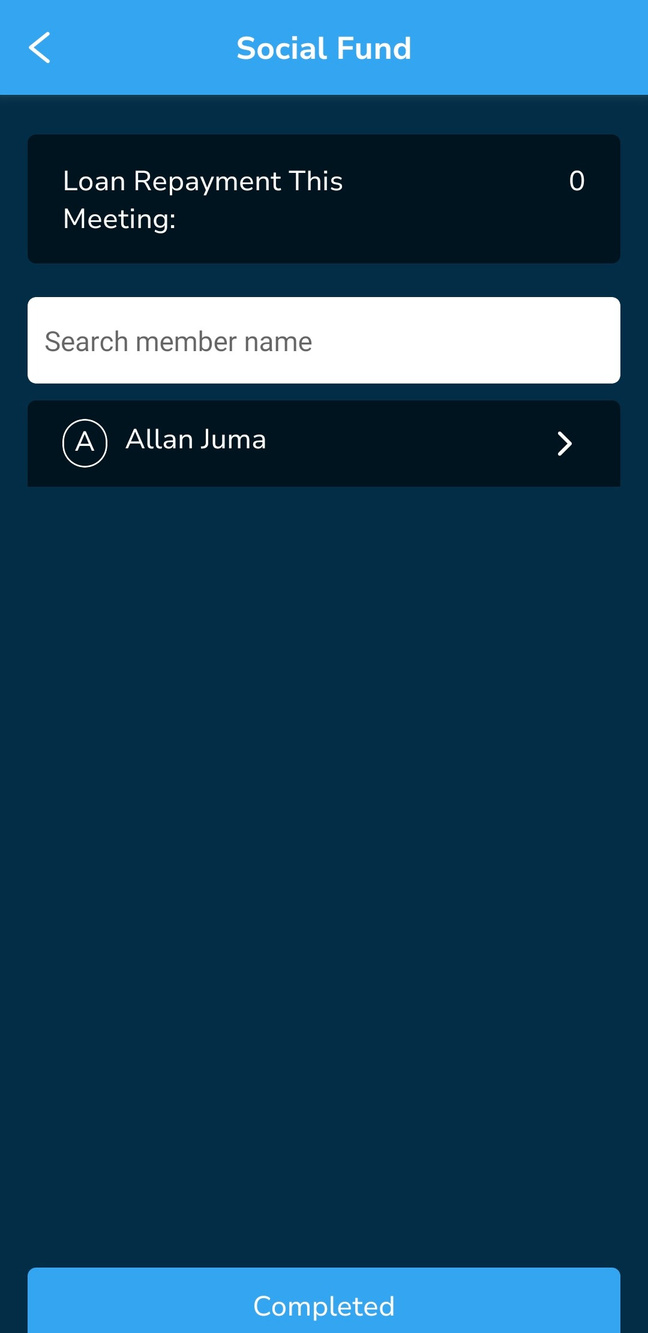 Social Fund
Loan Repayment This 0
Meeting:
Search member name
A Allan Juma
Completed